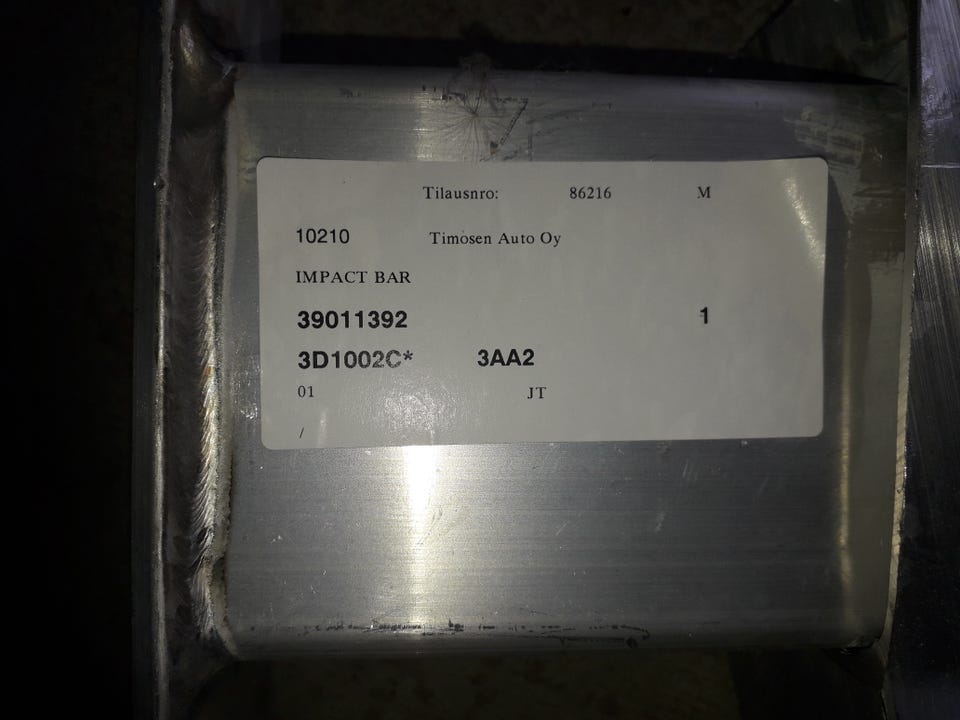 Tilausnro: 86216 M
10210 Timosen Auto Oy
IMPACT BAR
39011392 1
3D1002C* 3AA2
01 JT
/